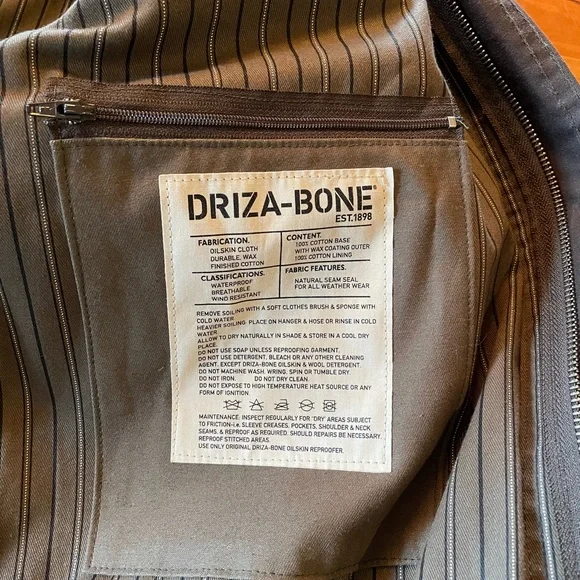 DRIZA-BONE®
EST.1898
FABRICATION.
OILSKIN CLOTH
DURABLE, WAX
FINISHED COTTON
CONTENT.
100% COTTON BASE
WITH WAX COATING OUTER
100% COTTON LINING
CLASSIFICATIONS.
WATERPROOF
BREATHABLE
WIND RESISTANT
FABRIC FEATURES.
NATURAL SEAM SEAL
FOR ALL WEATHER WEAR
REMOVE SOILING WITH A SOFT CLOTHES BRUSH & SPONGE WITH
COLD WATER
HEAVIER SOILING: PLACE ON HANGER & HOSE OR RINSE IN COLD
WATER
ALLOW TO DRY NATURALLY IN SHADE & STORE IN A COOL DRY
PLACE.
DO NOT USE SOAP UNLESS REPROOFING GARMENT.
DO NOT USE DETERGENT, BLEACH OR ANY OTHER CLEANING
AGENT, EXCEPT DRIZA-BONE OILSKIN & WOOL DETERGENT.
DO NOT MACHINE WASH, WRING, SPIN OR TUMBLE DRY
DO NOT IRON. DO NOT DRY CLEAN.
DO NOT EXPOSE TO HIGH TEMPERATURE HEAT SOURCE OR ANY
FORM OF IGNITION.
MAINTENANCE: INSPECT REGULARLY FOR 'DRY' AREAS SUBJECT
TO FRICTION-i.e. SLEEVE CREASES, POCKETS, SHOULDER & NECK
SEAMS, & REPROOF AS REQUIRED. SHOULD REPAIRS BE NECESSARY,
REPROOF STITCHED AREAS.
USE ONLY ORIGINAL DRIZA-BONE OILSKIN REPROOFER.